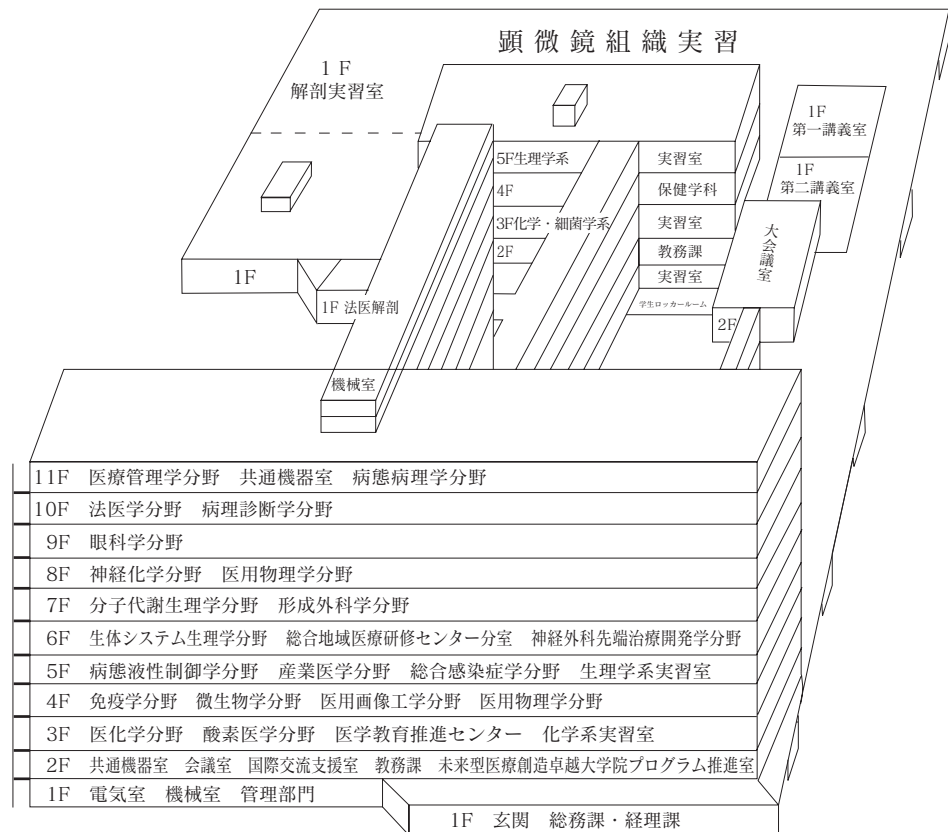 顕微鏡組織実習
1F
解剖実習室
1F
第一講義室
1F
第二講義室
5F生理学系
実習室
4F
保健学科
3F化学・細菌学系
実習室
2F
教務課
実習室
学生ロッカールーム
大会議室
2F
1F
1F 法医解剖
機械室
11F 医療管理学分野 共通機器室 病態病理学分野
10F 法医学分野 病理診断学分野
9F 眼科学分野
8F 神経化学分野 医用物理学分野
7F 分子代謝生理学分野 形成外科学分野
6F 生体システム生理学分野 総合地域医療研修センター分室 神経外科先端治療開発学分野
5F 病態液性制御学分野 産業医学分野 総合感染症学分野 生理学系実習室
4F 免疫学分野 微生物学分野 医用画像工学分野 医用物理学分野
3F 医化学分野 酸素医学分野 医学教育推進センター 化学系実習室
2F 共通機器室 会議室 国際交流支援室 教務課 未来型医療創造卓越大学院プログラム推進室
1F 電気室 機械室 管理部門
1F 玄関 総務課・経理課